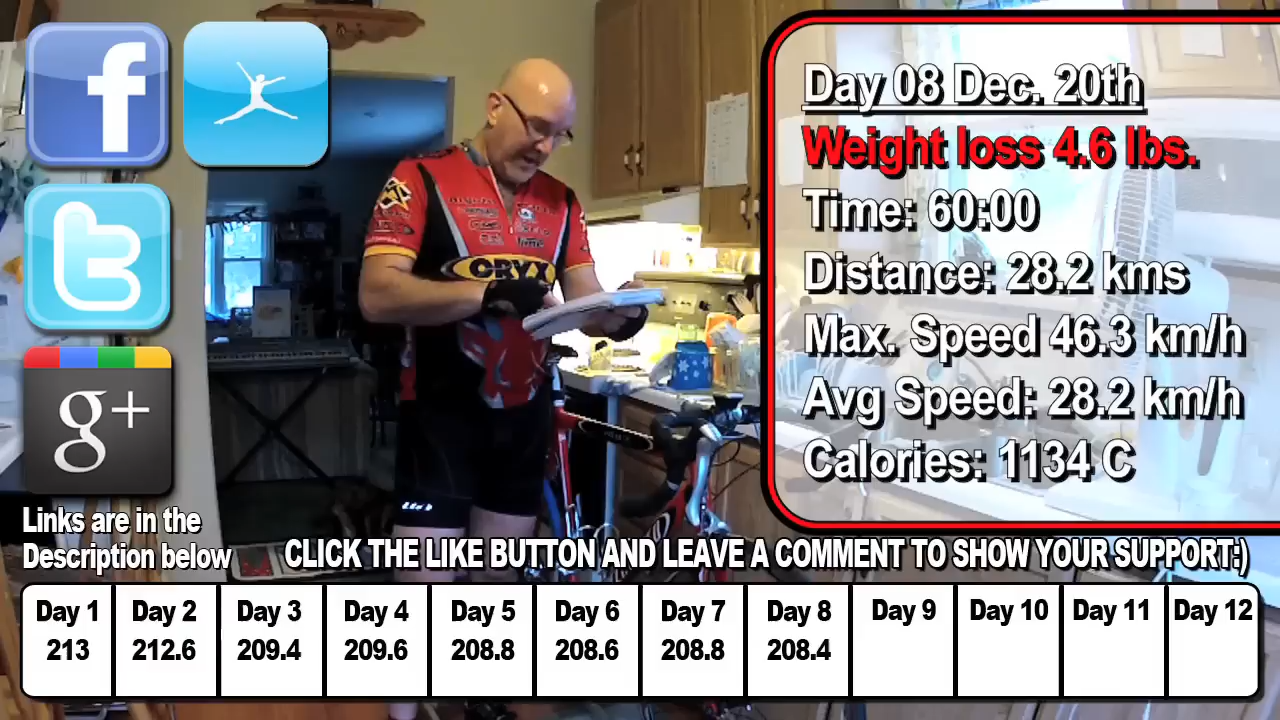 f
t
g+
Links are in the
Description below
ORYX
Day 08 Dec. 20th
Weight loss 4.6 lbs.
Time: 60:00
Distance: 28.2 kms
Max. Speed 46.3 km/h
Avg Speed: 28.2 km/h
Calories: 1134 C
CLICK THE LIKE BUTTON AND LEAVE A COMMENT TO SHOW YOUR SUPPORT:)
Day 1 Day 2 Day 3 Day 4 Day 5 Day 6 Day 7 Day 8 Day 9 Day 10 Day 11 Day 12
213 212.6 209.4 209.6 208.8 208.6 208.8 208.4